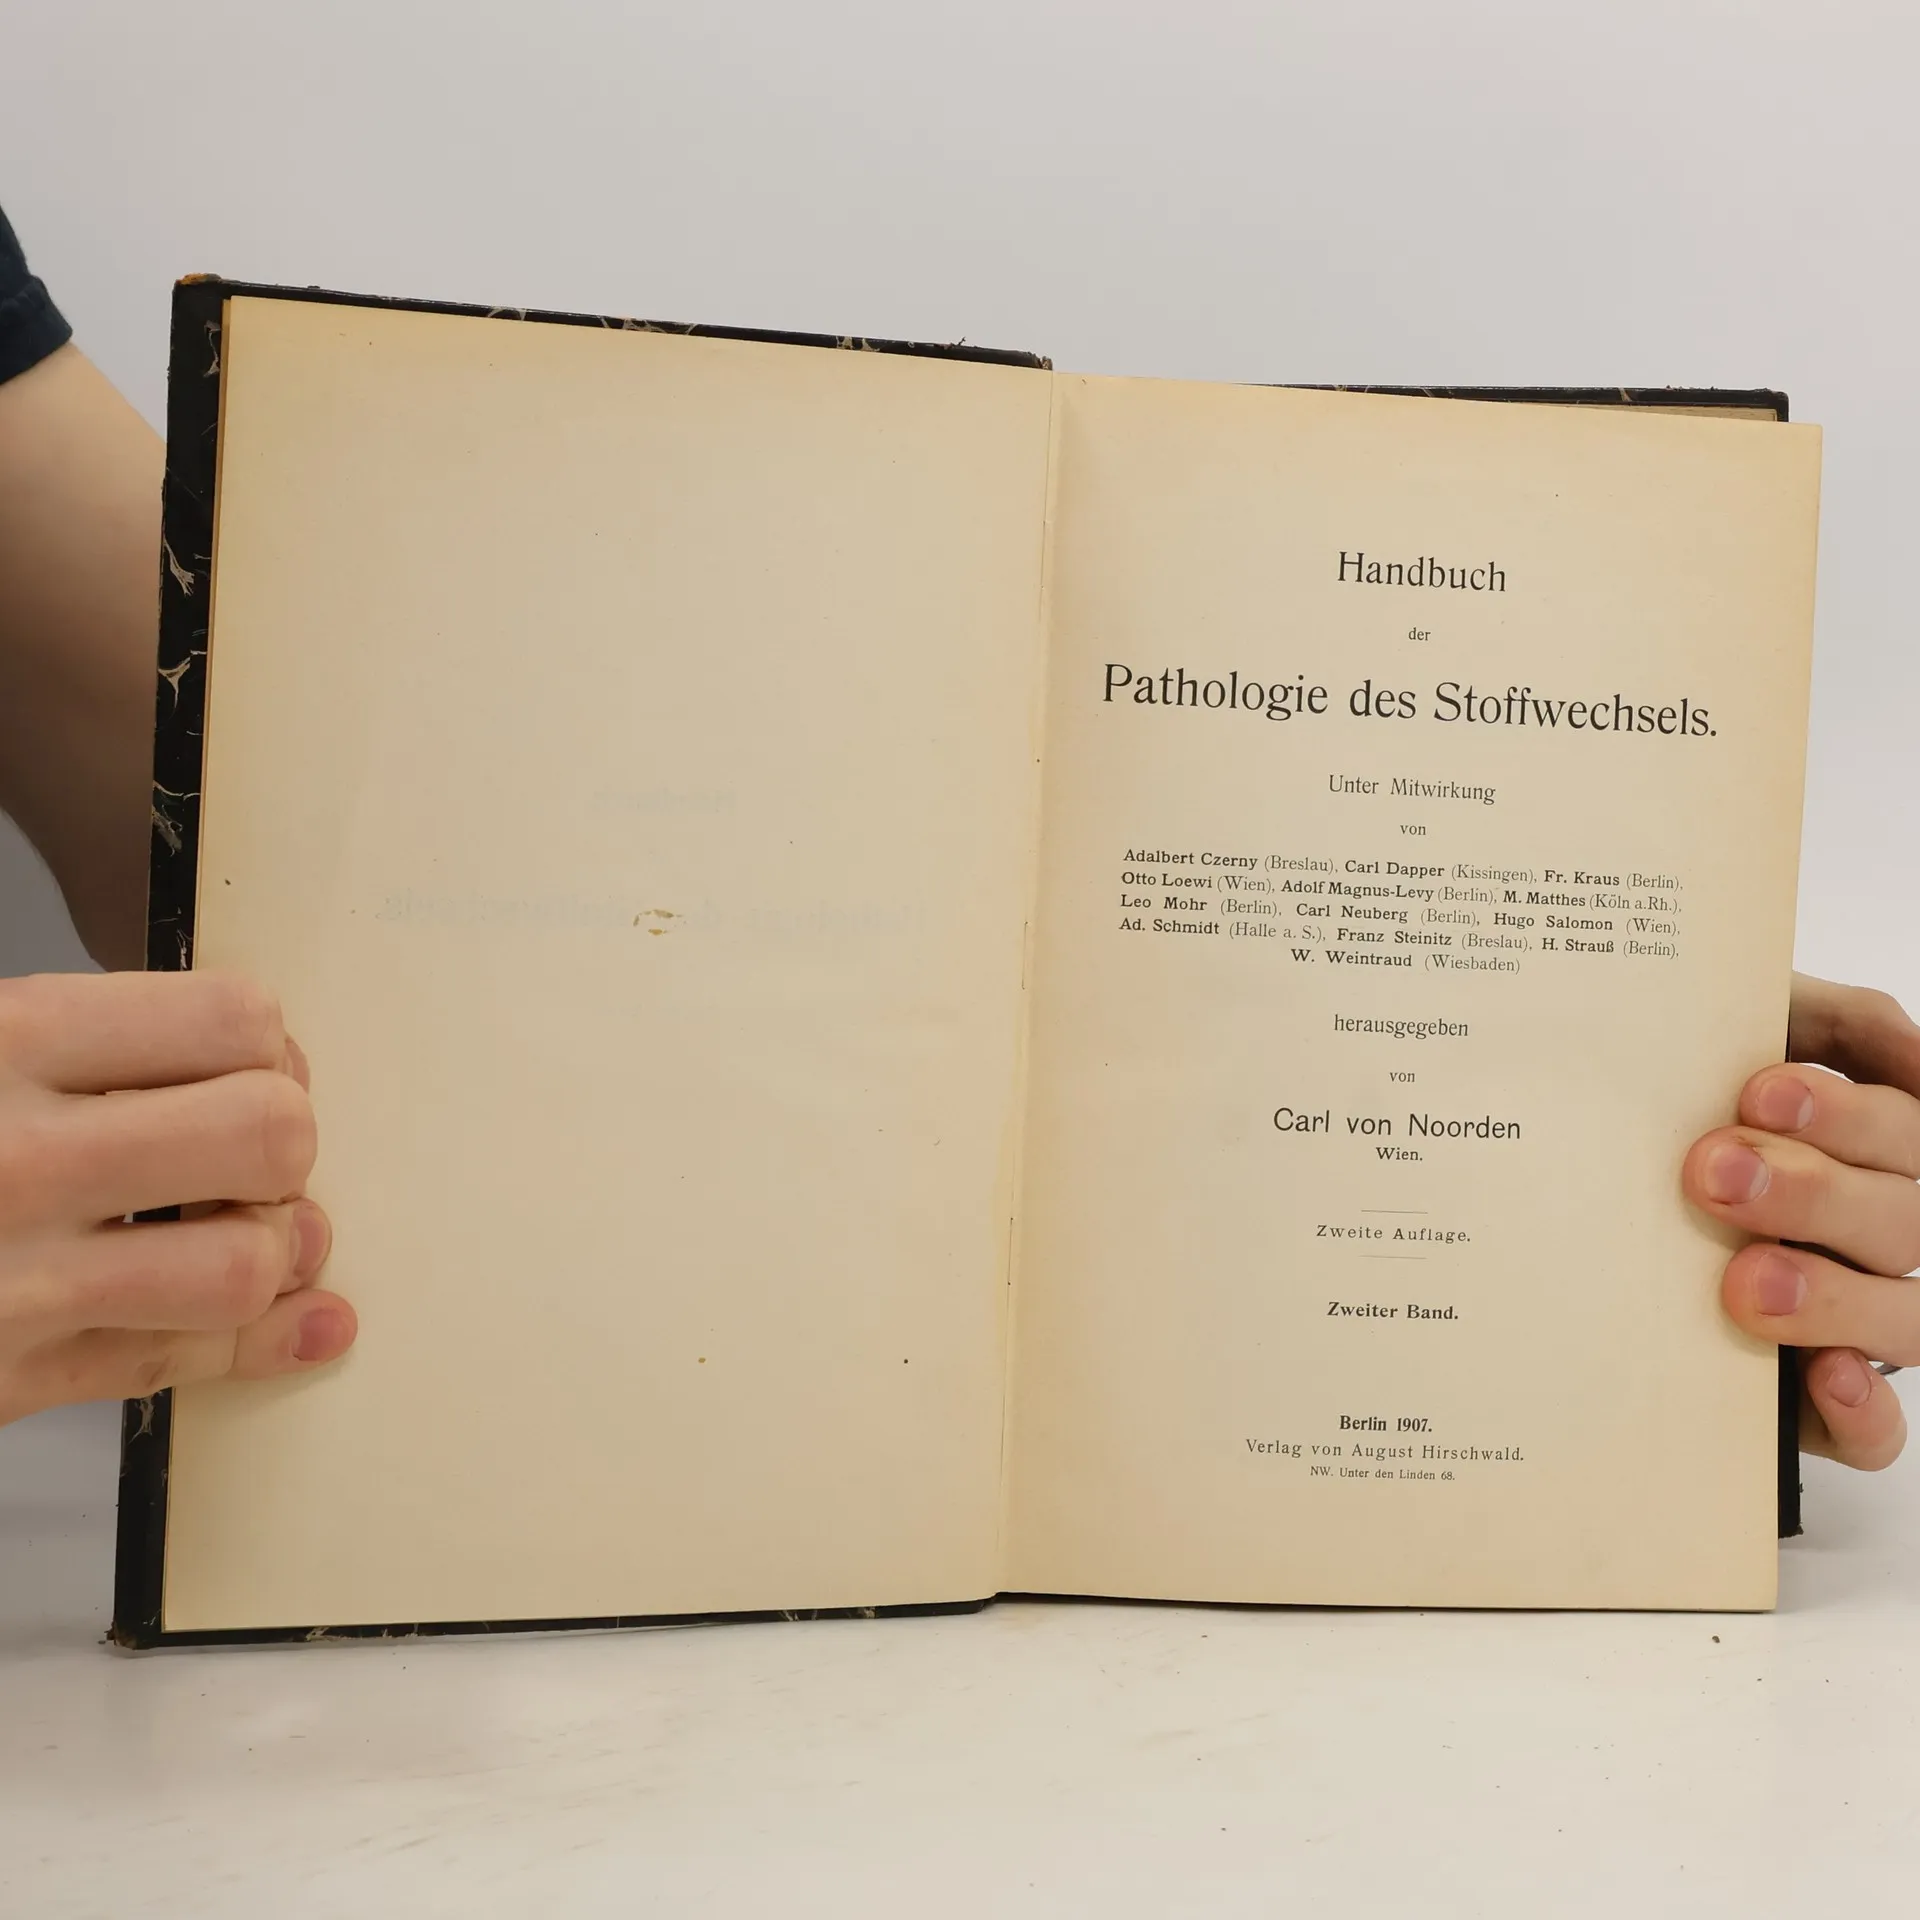 Handbuch
der
Pathologie des Stoffwechsels.
Unter Mitwirkung
von
Adalbert Czerny (Breslau), Carl Dapper (Kissingen), Fr. Kraus (Berlin),
Otto Loewi (Wien), Adolf Magnus-Levy (Berlin), M. Matthes (Köln a.Rh.),
Leo Mohr (Berlin), Carl Neuberg (Berlin), Hugo Salomon (Wien),
Ad. Schmidt (Halle a. S.), Franz Steinitz (Breslau), H. Strauß (Berlin),
W. Weintraud (Wiesbaden)
herausgegeben
von
Carl von Noorden
Wien.
Zweite Auflage.
Zweiter Band.
Berlin 1907.
Verlag von August Hirschwald.
NW. Unter den Linden 68.